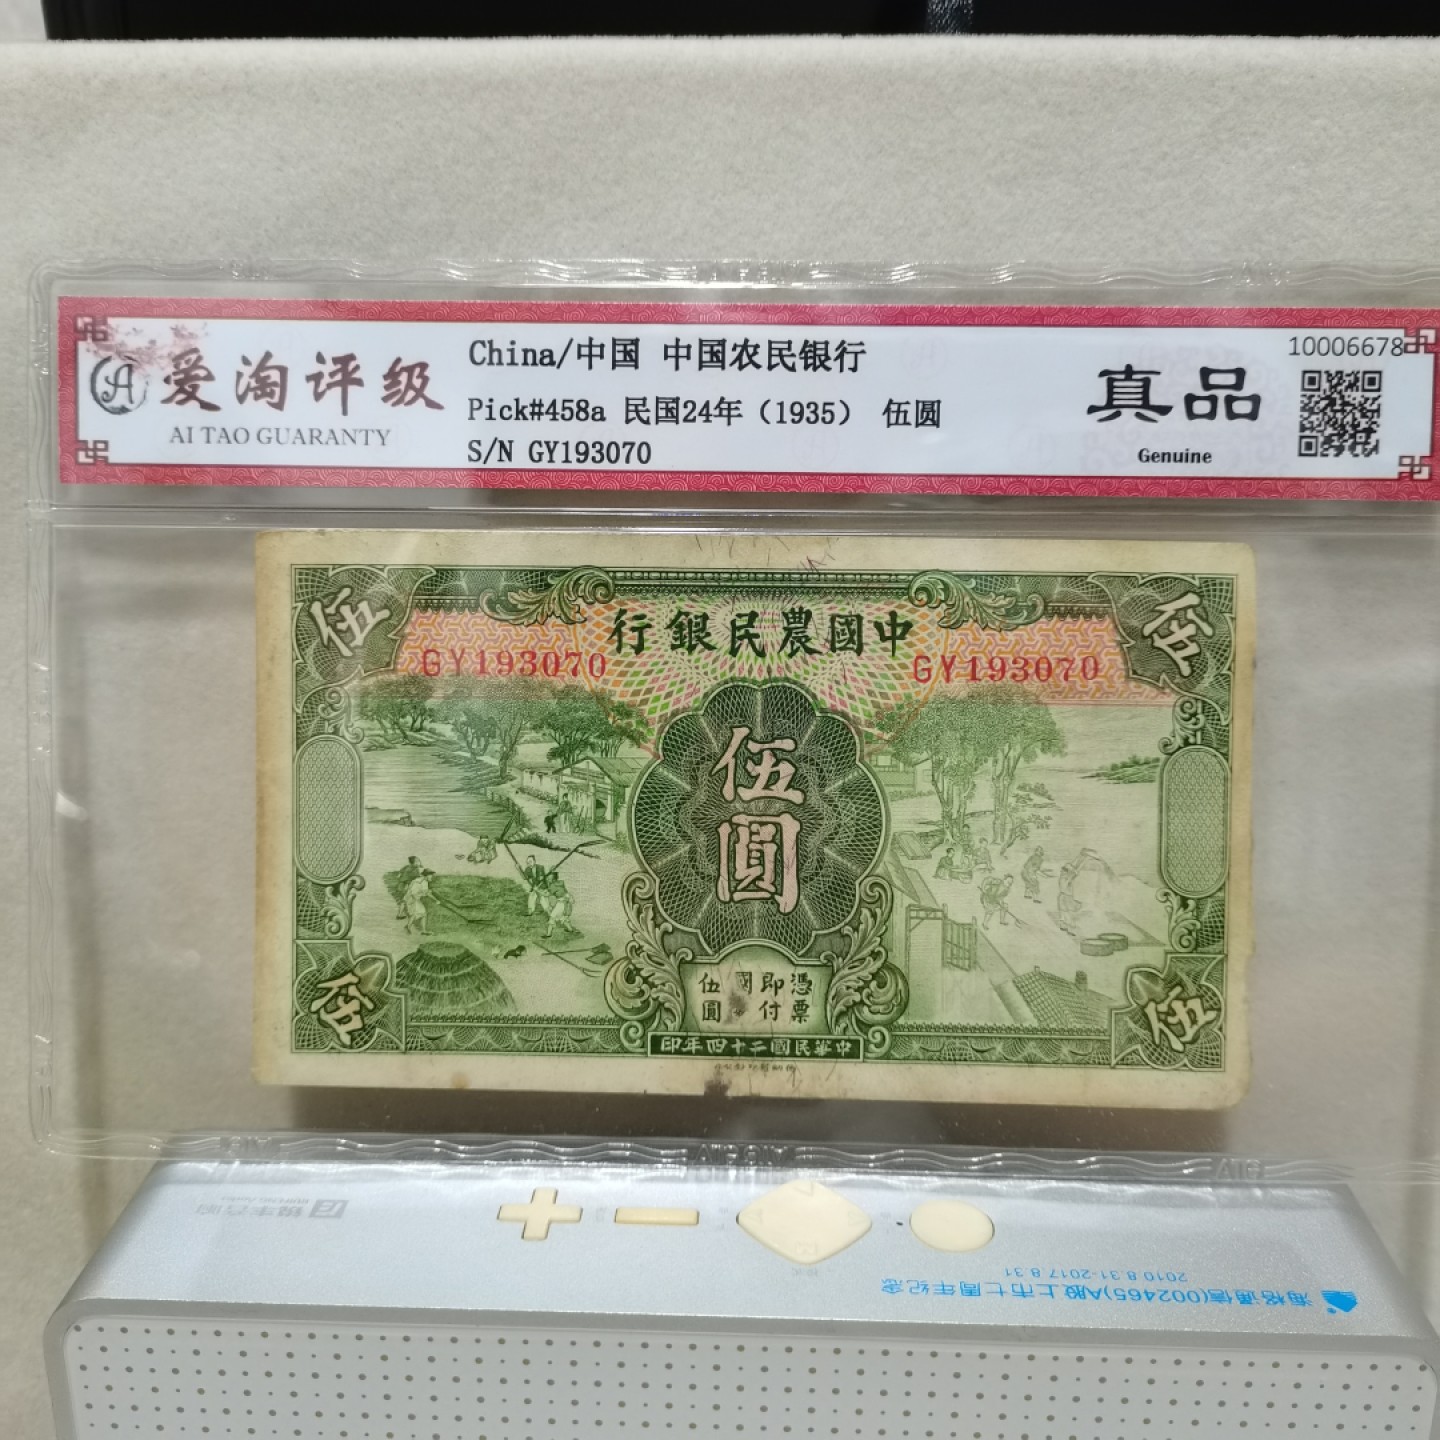 爱淘评级
AI TAO GUARANTY
China/中国 中国农民银行
Pick#458a 民国24年（1935） 伍圆
S/N GY193070
真品
Genuine
10006678
伍
伍
行銀民農國中
GY193070
GY193070
伍圓
憑票
即付
國
伍圓
伍
伍
印年四十二國民華中
海格通信(002465)A股上市七周年纪念
2010.8.31-2017.8.31